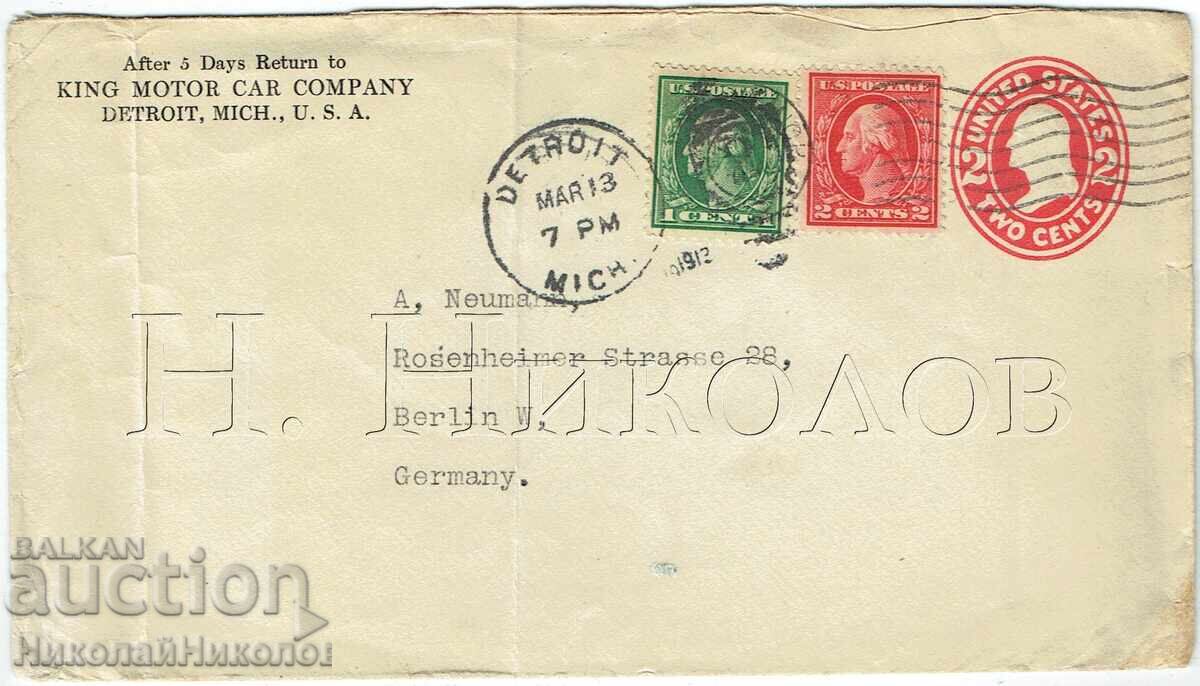 After 5 Days Return to
KING MOTOR CAR COMPANY
DETROIT, MICH., U. S. A.
DETROIT
MAR 13
7 PM
MICH.
1913
U.S. POSTAGE
1 CENT
U.S. POSTAGE
2 CENTS 2
UNITED STATES
2 2
TWO CENTS
A, Neumann,
Rosenheimer Strasse 28,
Berlin W,
Germany.
Н. Николов
BALKAN
auction
НиколайНиколов